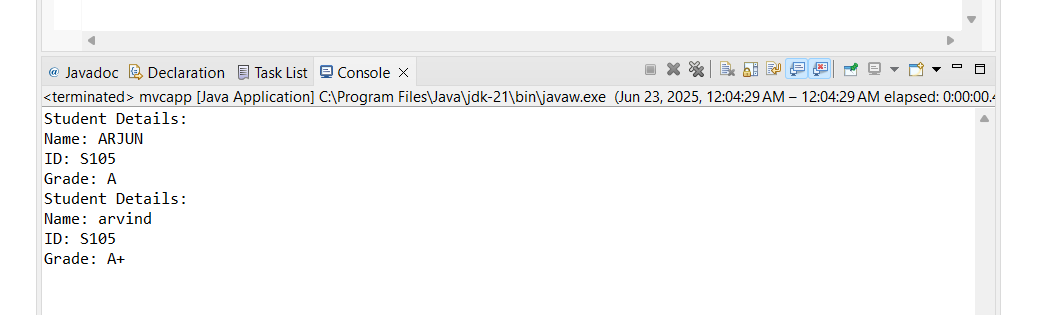 @ Javadoc Declaration Task List Console ×
<terminated> mvcapp [Java Application] C:\Program Files\Java\jdk-21\bin\javaw.exe (Jun 23, 2025, 12:04:29 AM – 12:04:29 AM elapsed: 0:00:00.4
Student Details:
Name: ARJUN
ID: S105
Grade: A
Student Details:
Name: arvind
ID: S105
Grade: A+